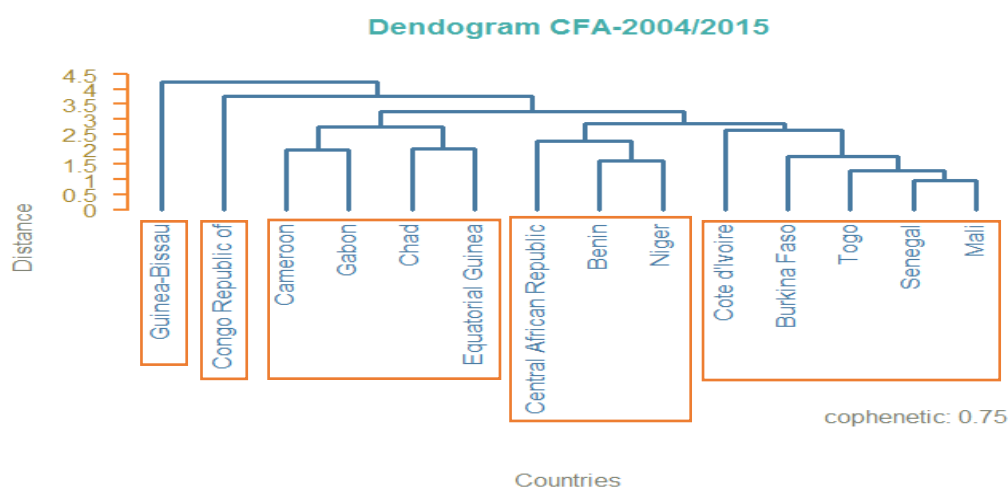 Dendogram CFA-2004/2015
4.5
4
3.5
3
2.5
2
1.5
1
0.5
0
Distance
Guinea-Bissau
Congo Republic of
Cameroon
Gabon
Chad
Equatorial Guinea
Central African Republic
Benin
Niger
Cote d'Ivoire
Burkina Faso
Togo
Senegal
Mali
cophenetic: 0.75
Countries